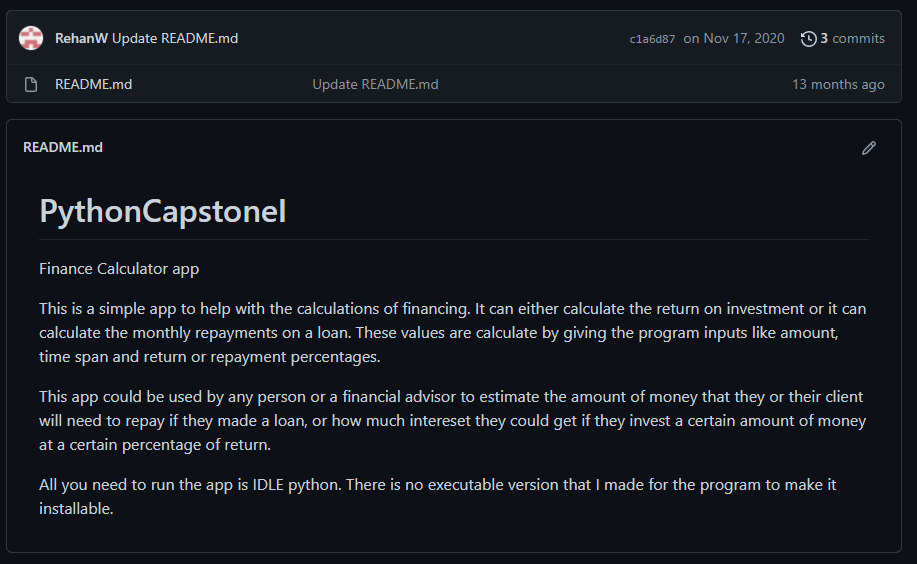 RehanW Update README.md c1a6d87 on Nov 17, 2020 3 commits
README.md Update README.md 13 months ago
README.md
PythonCapstoneI
Finance Calculator app
This is a simple app to help with the calculations of financing. It can either calculate the return on investment or it can
calculate the monthly repayments on a loan. These values are calculate by giving the program inputs like amount,
time span and return or repayment percentages.
This app could be used by any person or a financial advisor to estimate the amount of money that they or their client
will need to repay if they made a loan, or how much intereset they could get if they invest a certain amount of money
at a certain percentage of return.
All you need to run the app is IDLE python. There is no executable version that I made for the program to make it
installable.